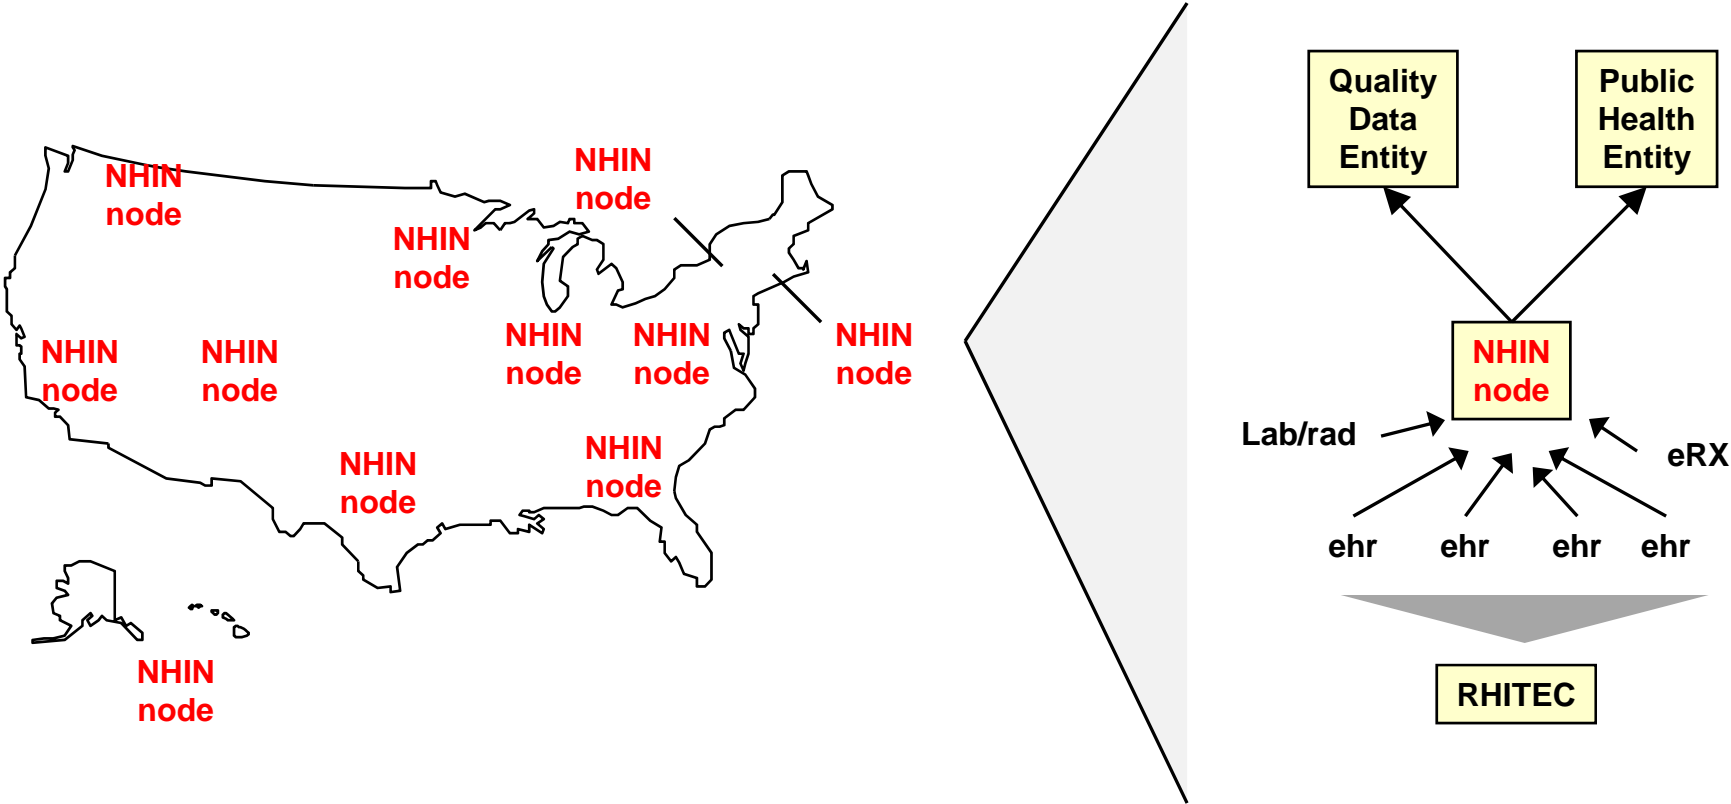 NHIN
node
NHIN
node
NHIN
node
NHIN
node
NHIN
node
NHIN
node
NHIN
node
NHIN
node
NHIN
node
NHIN
node
NHIN
node
Quality
Data
Entity
Public
Health
Entity
NHIN
node
Lab/rad
eRX
ehr
ehr
ehr
ehr
RHITEC